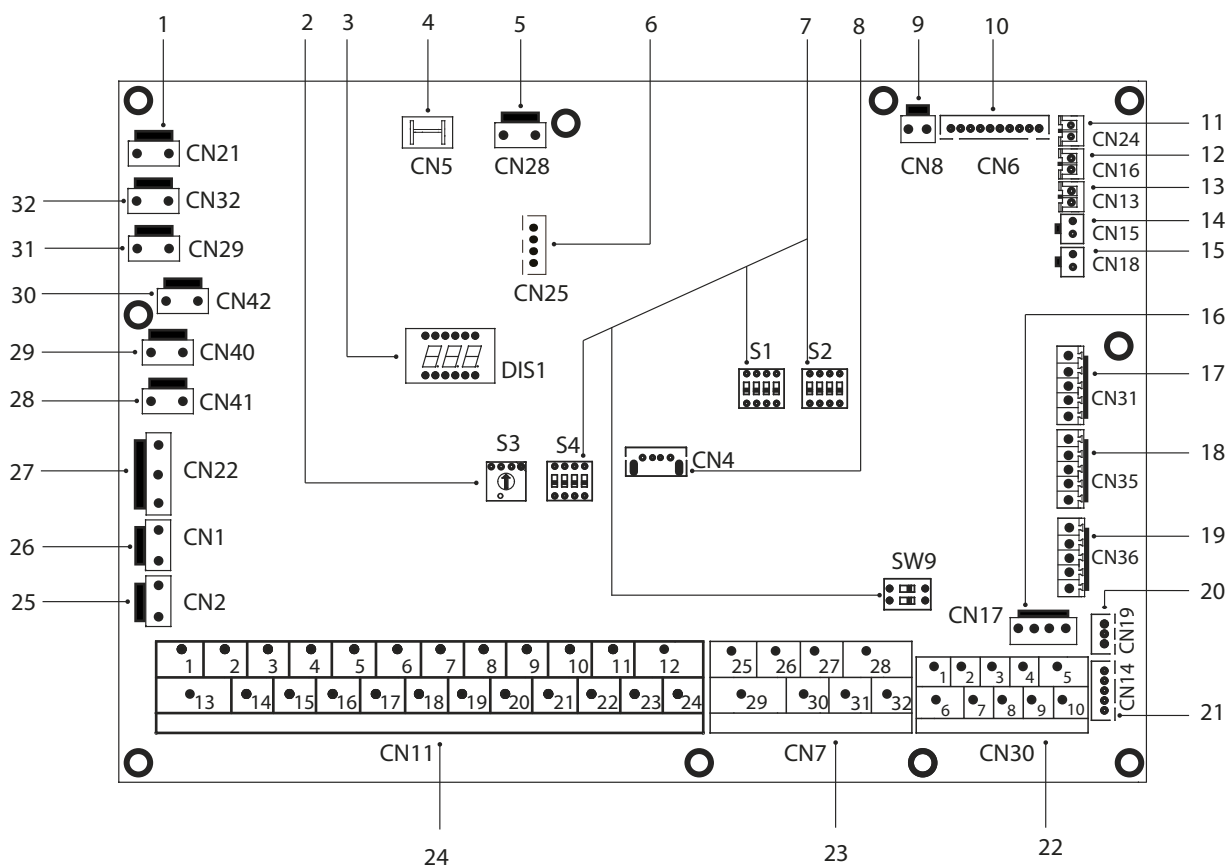 1 2 3 4 5 6 7 8 9 10
11
CN21 CN5 CN28 CN8 CN6 CN24
12
CN16
13
32 CN32 CN13
14
31 CN29 CN15
15
CN25 CN18
30 CN42
16
29 CN40 DIS1 S1 S2
17
28 CN41 CN31
S3 S4
27 CN22 CN4 18
CN35
26 CN1 19
SW9 CN36
25 CN2 20
CN17 CN19
1 2 3 4 5 6 7 8 9 10 11 12 25 26 27 28 1 2 3 4 5
CN14
13 14 15 16 17 18 19 20 21 22 23 24 29 30 31 32 6 7 8 9 10
21
CN11 CN7 CN30
24 23 22